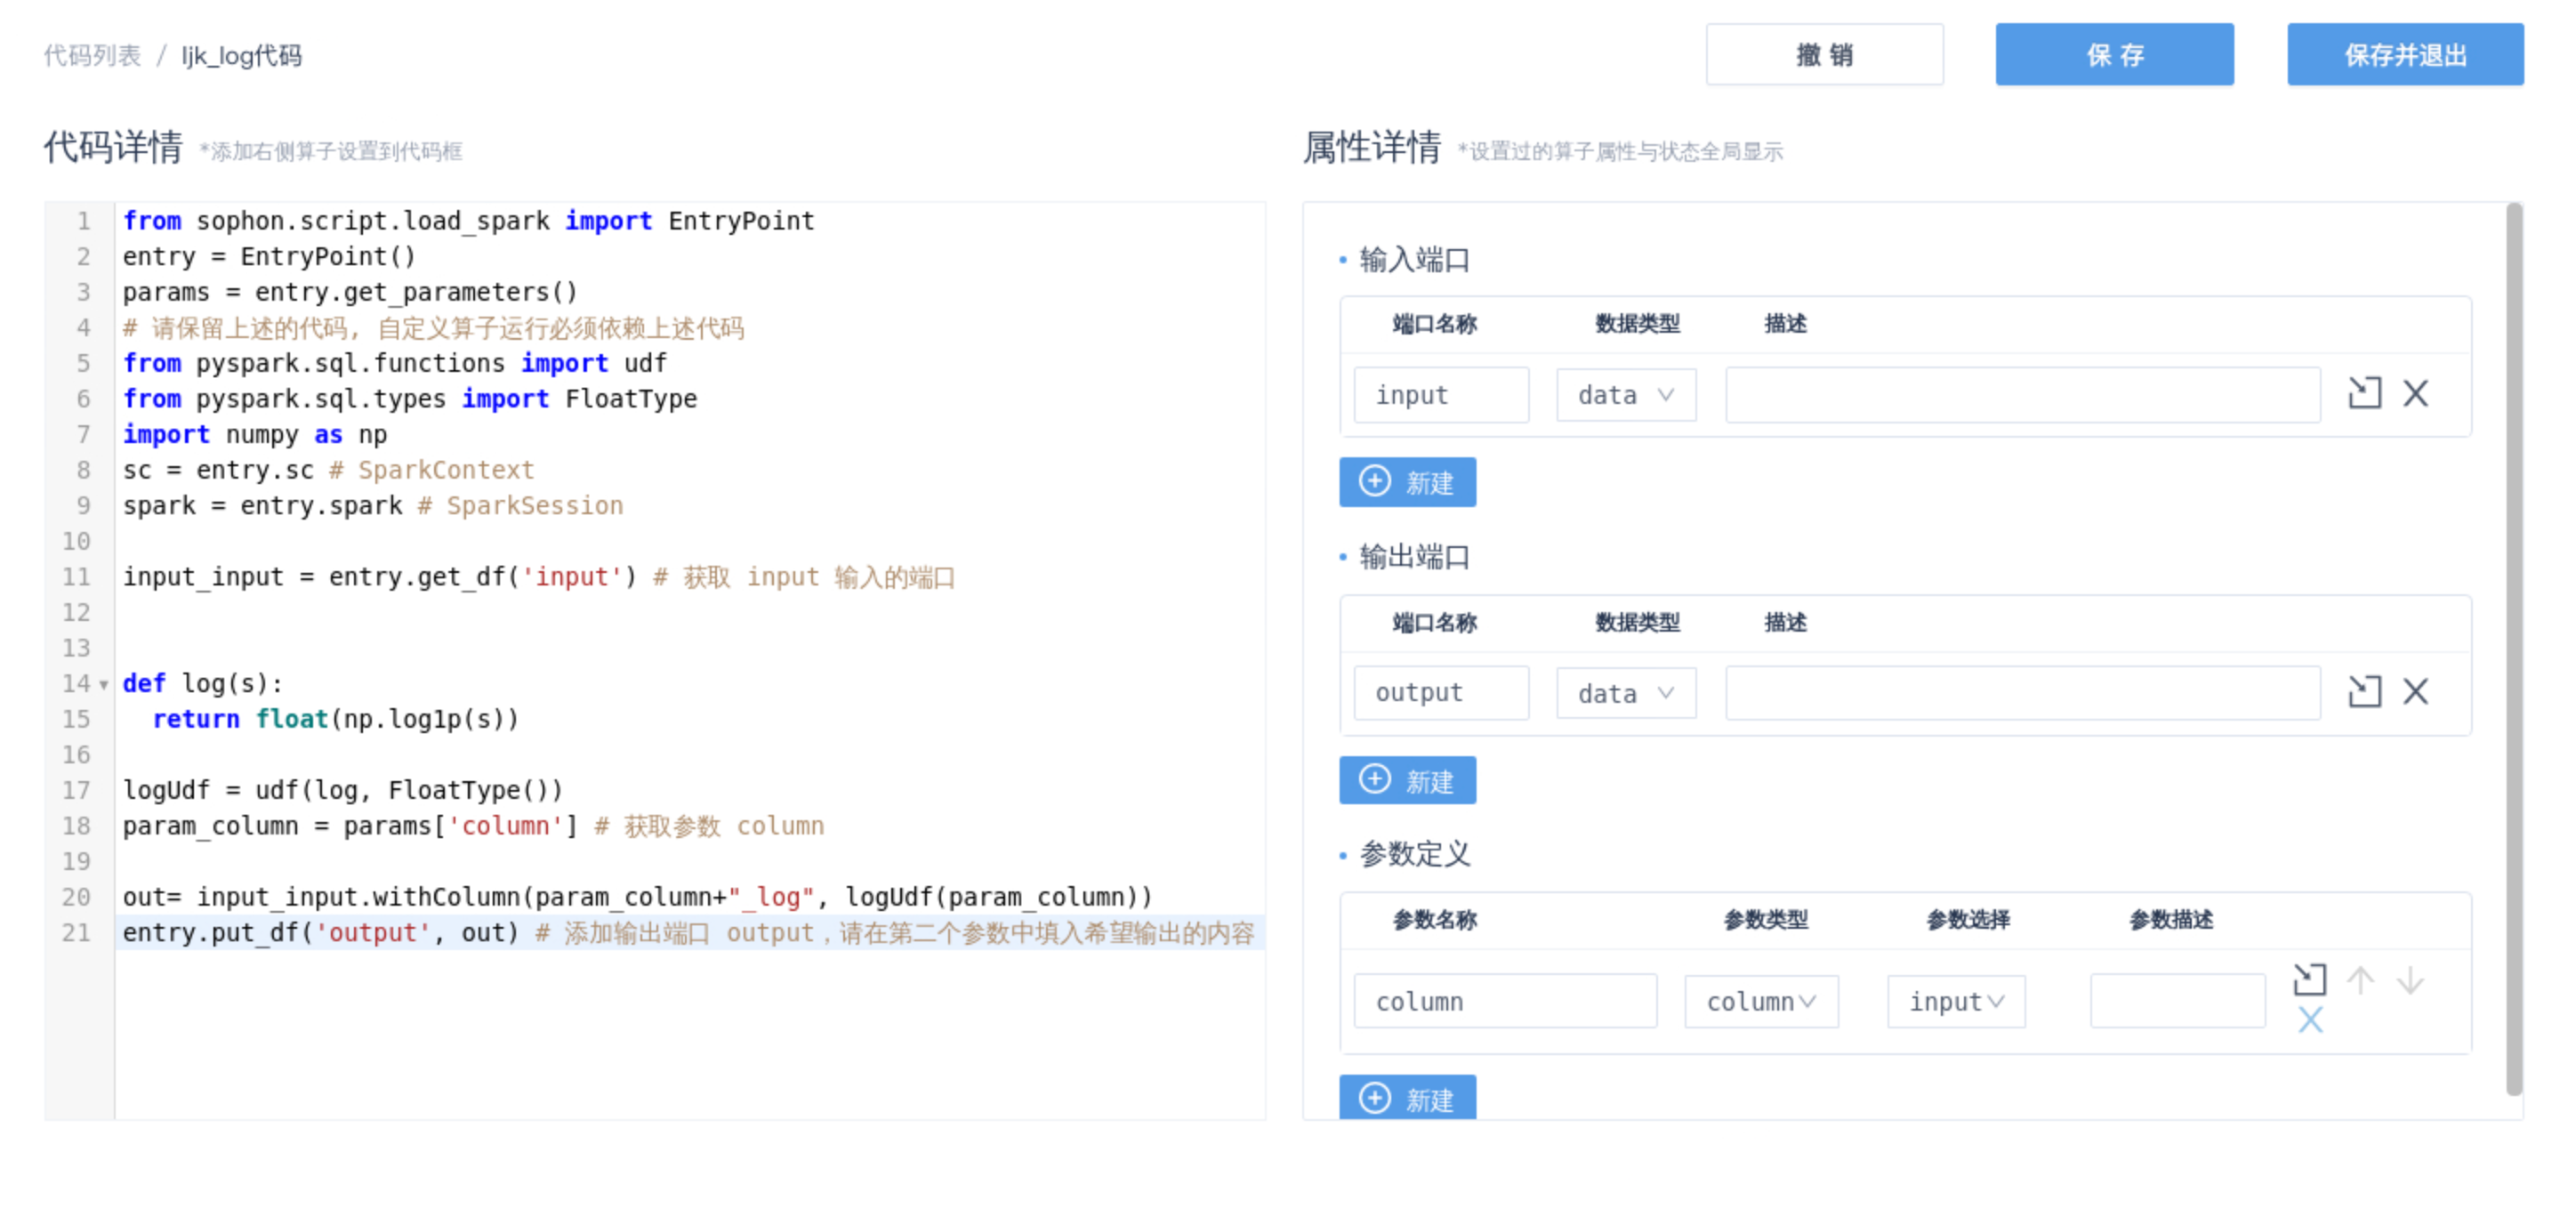 代码列表 / ljk_log代码
撤 销
保 存
保存并退出
代码详情 *添加右侧算子设置到代码框
1 from sophon.script.load_spark import EntryPoint
2 entry = EntryPoint()
3 params = entry.get_parameters()
4 # 请保留上述的代码, 自定义算子运行必须依赖上述代码
5 from pyspark.sql.functions import udf
6 from pyspark.sql.types import FloatType
7 import numpy as np
8 sc = entry.sc # SparkContext
9 spark = entry.spark # SparkSession
10
11 input_input = entry.get_df('input') # 获取 input 输入的端口
12
13
14 def log(s):
15   return float(np.log1p(s))
16
17 logUdf = udf(log, FloatType())
18 param_column = params['column'] # 获取参数 column
19
20 out= input_input.withColumn(param_column+"_log", logUdf(param_column))
21 entry.put_df('output', out) # 添加输出端口 output，请在第二个参数中填入希望输出的内容
属性详情 *设置过的算子属性与状态全局显示
• 输入端口
端口名称 数据类型 描述
input data
新建
• 输出端口
端口名称 数据类型 描述
output data
新建
• 参数定义
参数名称 参数类型 参数选择 参数描述
column column input
新建